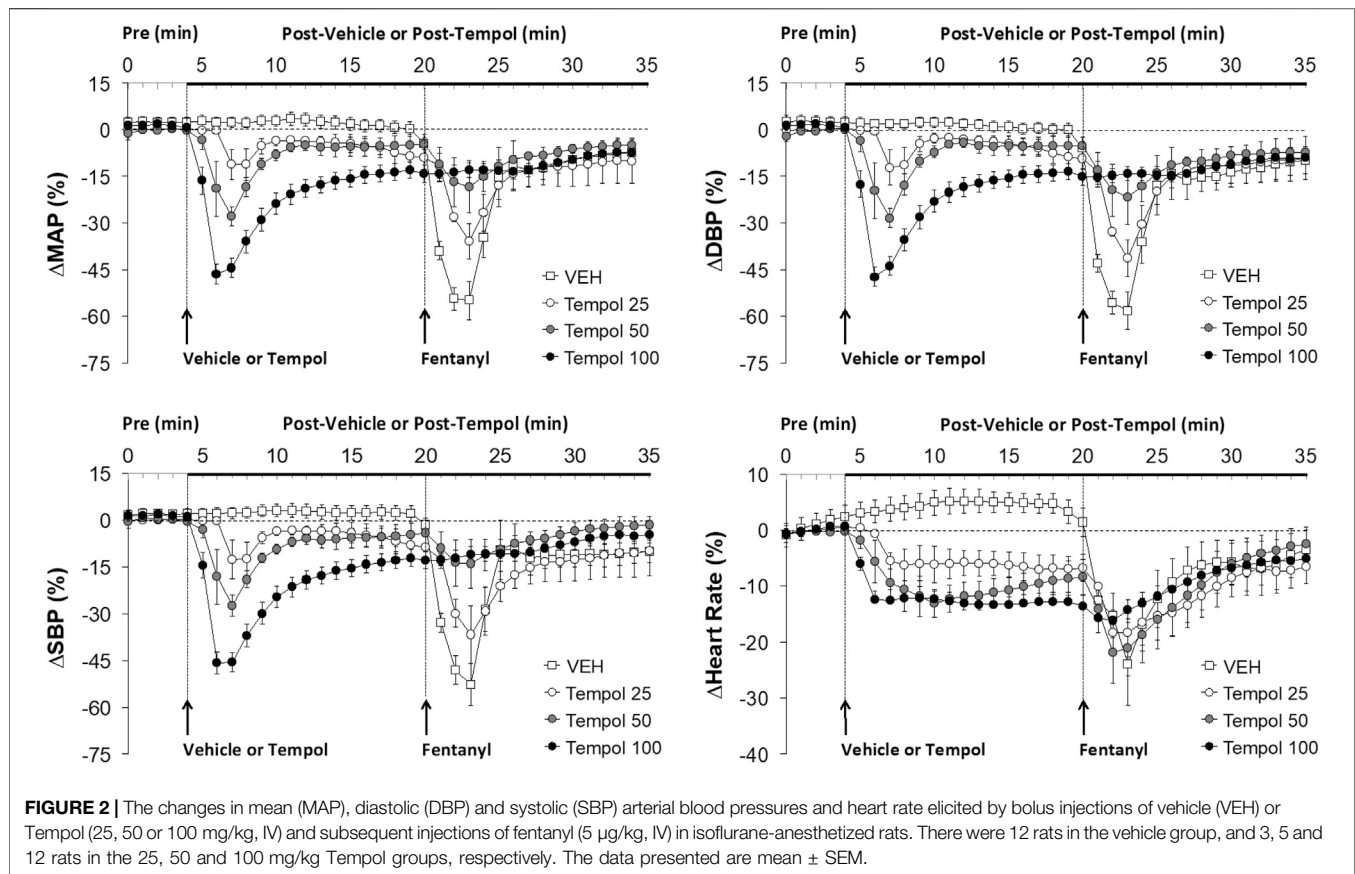 Pre (min) Post-Vehicle or Post-Tempol (min)
0 5 10 15 20 25 30 35
15
0
-15
-30
-45
-60
-75
ΔMAP (%)
VEH
Tempol 25
Tempol 50
Tempol 100
Vehicle or Tempol
Fentanyl
Pre (min) Post-Vehicle or Post-Tempol (min)
0 5 10 15 20 25 30 35
15
0
-15
-30
-45
-60
-75
ΔDBP (%)
VEH
Tempol 25
Tempol 50
Tempol 100
Vehicle or Tempol
Fentanyl
Pre (min) Post-Vehicle or Post-Tempol (min)
0 5 10 15 20 25 30 35
15
0
-15
-30
-45
-60
-75
ΔSBP (%)
VEH
Tempol 25
Tempol 50
Tempol 100
Vehicle or Tempol
Fentanyl
Pre (min) Post-Vehicle or Post-Tempol (min)
0 5 10 15 20 25 30 35
10
0
-10
-20
-30
-40
ΔHeart Rate (%)
VEH
Tempol 25
Tempol 50
Tempol 100
Vehicle or Tempol
Fentanyl
FIGURE 2 | The changes in mean (MAP), diastolic (DBP) and systolic (SBP) arterial blood pressures and heart rate elicited by bolus injections of vehicle (VEH) or
Tempol (25, 50 or 100 mg/kg, IV) and subsequent injections of fentanyl (5 µg/kg, IV) in isoflurane-anesthetized rats. There were 12 rats in the vehicle group, and 3, 5 and
12 rats in the 25, 50 and 100 mg/kg Tempol groups, respectively. The data presented are mean ± SEM.